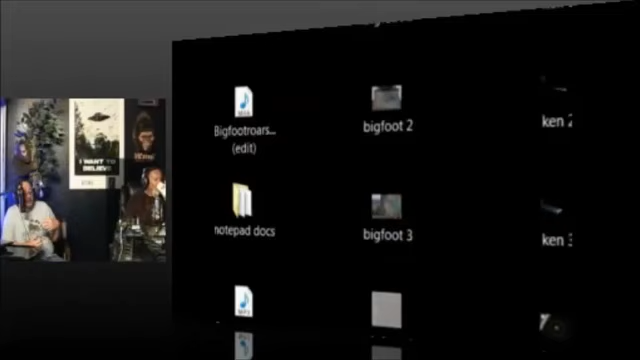 I WANT TO
BELIEVE
Bigfootroars...
(edit)
bigfoot 2
ken 2
notepad docs
bigfoot 3
ken 3